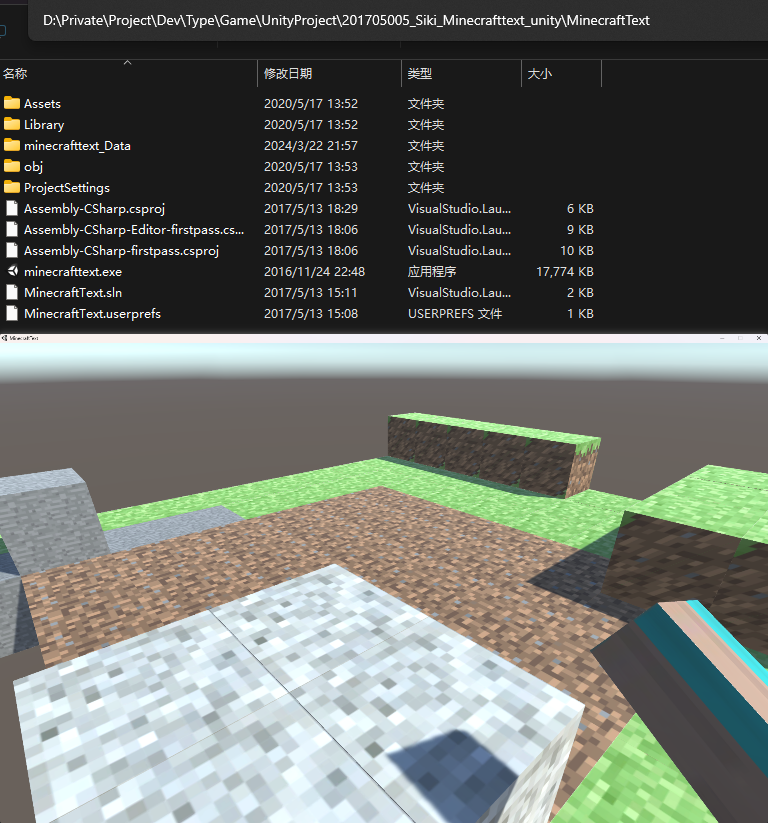 D:\Private\Project\Dev\Type\Game\UnityProject\201705005_Siki_Minecrafttext_unity\MinecraftText
名称 修改日期 类型 大小
Assets 2020/5/17 13:52 文件夹
Library 2020/5/17 13:52 文件夹
minecrafttext_Data 2024/3/22 21:57 文件夹
obj 2020/5/17 13:53 文件夹
ProjectSettings 2020/5/17 13:53 文件夹
Assembly-CSharp.csproj 2017/5/13 18:29 VisualStudio.Lau... 6 KB
Assembly-CSharp-Editor-firstpass.cs... 2017/5/13 18:06 VisualStudio.Lau... 9 KB
Assembly-CSharp-firstpass.csproj 2017/5/13 18:06 VisualStudio.Lau... 10 KB
minecrafttext.exe 2016/11/24 22:48 应用程序 17,774 KB
MinecraftText.sln 2017/5/13 15:11 VisualStudio.Lau... 2 KB
MinecraftText.userprefs 2017/5/13 15:08 USERPREFS 文件 1 KB
MinecraftText